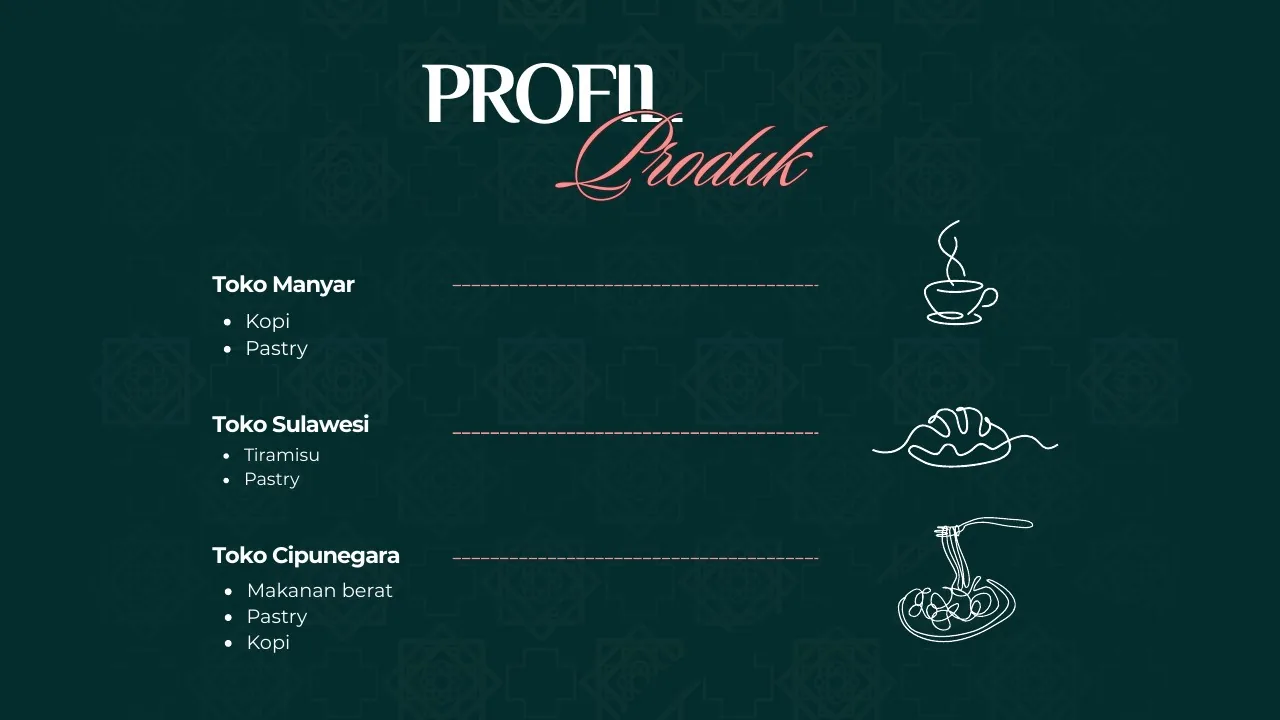 PROFIL
Produk
Toko Manyar
• Kopi
• Pastry
Toko Sulawesi
• Tiramisu
• Pastry
Toko Cipunegara
• Makanan berat
• Pastry
• Kopi